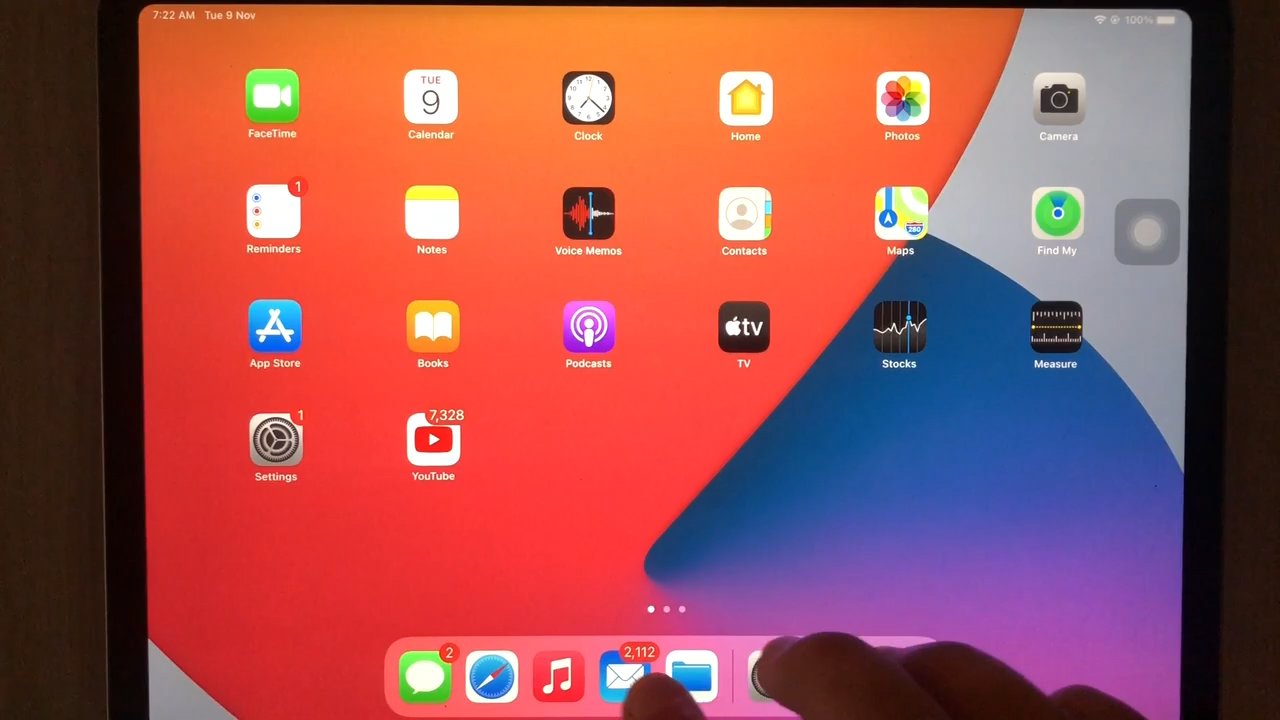 7:22 AM Tue 9 Nov
100%
TUE
9
FaceTime
Calendar
Clock
Home
Photos
Camera
1
280
Reminders
Notes
Voice Memos
Contacts
Maps
Find My
tv
App Store
Books
Podcasts
TV
Stocks
Measure
1
7,328
Settings
YouTube
2
2,112